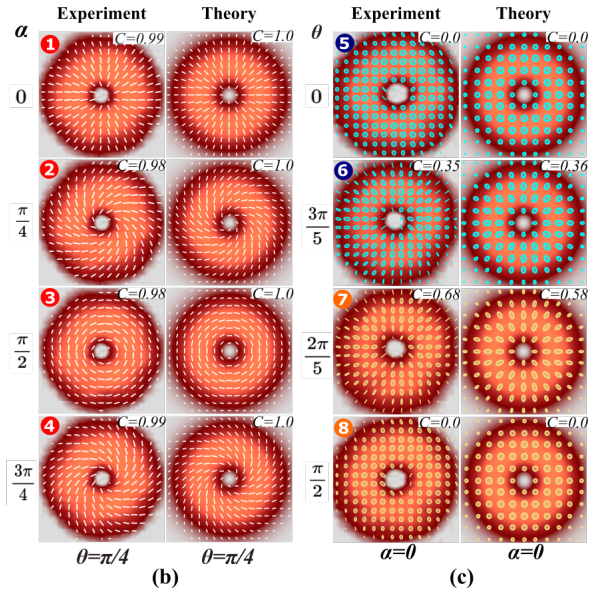 Experiment Theory Experiment Theory
α θ
1 C=0.99 C=1.0 5 C=0.0 C=0.0
0 0
2 C=0.98 C=1.0 6 C=0.35 C=0.36
π/4 3π/5
3 C=0.98 C=1.0 7 C=0.68 C=0.58
π/2 2π/5
4 C=0.99 C=1.0 8 C=0.0 C=0.0
3π/4 π/2
θ=π/4 θ=π/4 α=0 α=0
(b) (c)